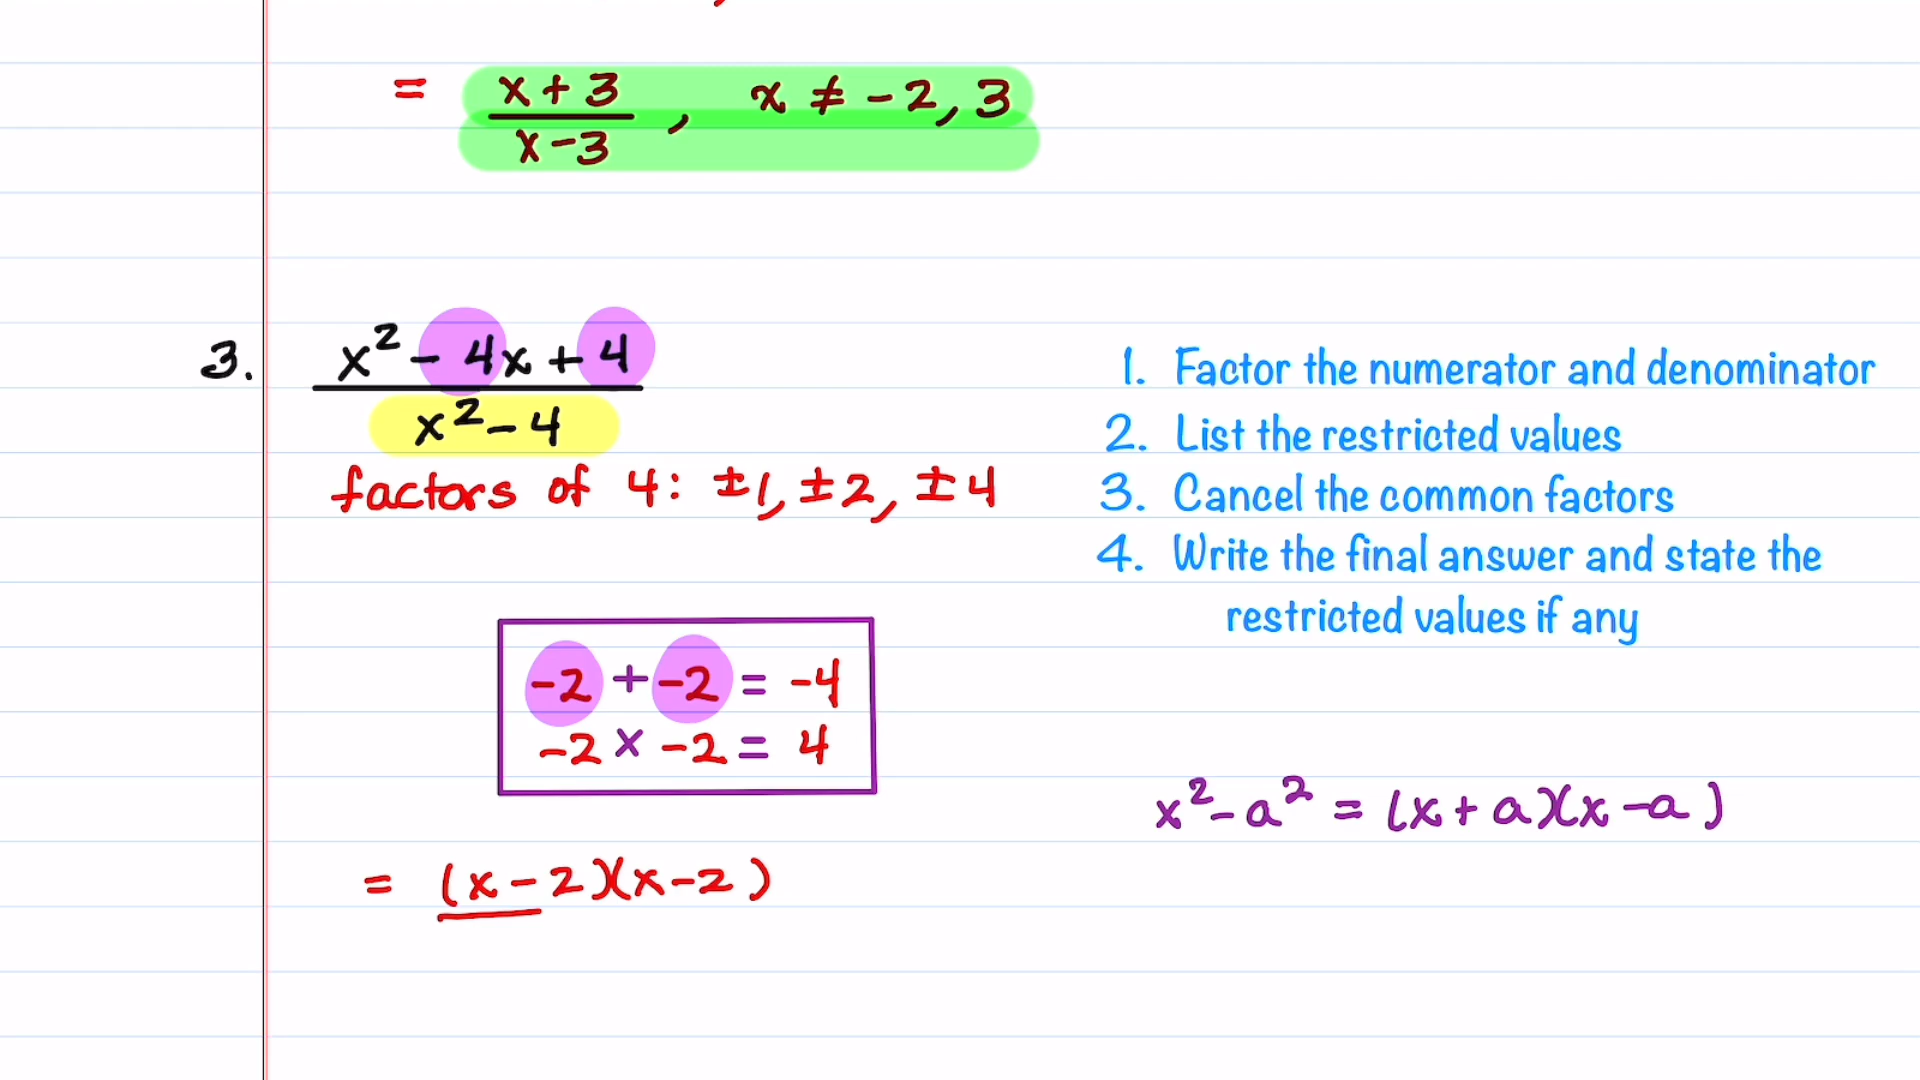 = x + 3 / x - 3 , x ≠ -2, 3
3. x² - 4x + 4 / x² - 4
factors of 4: ±1, ±2, ±4
-2 + -2 = -4
-2 × -2 = 4
= (x - 2)(x - 2)
1. Factor the numerator and denominator
2. List the restricted values
3. Cancel the common factors
4. Write the final answer and state the
restricted values if any
x² - a² = (x + a)(x - a)